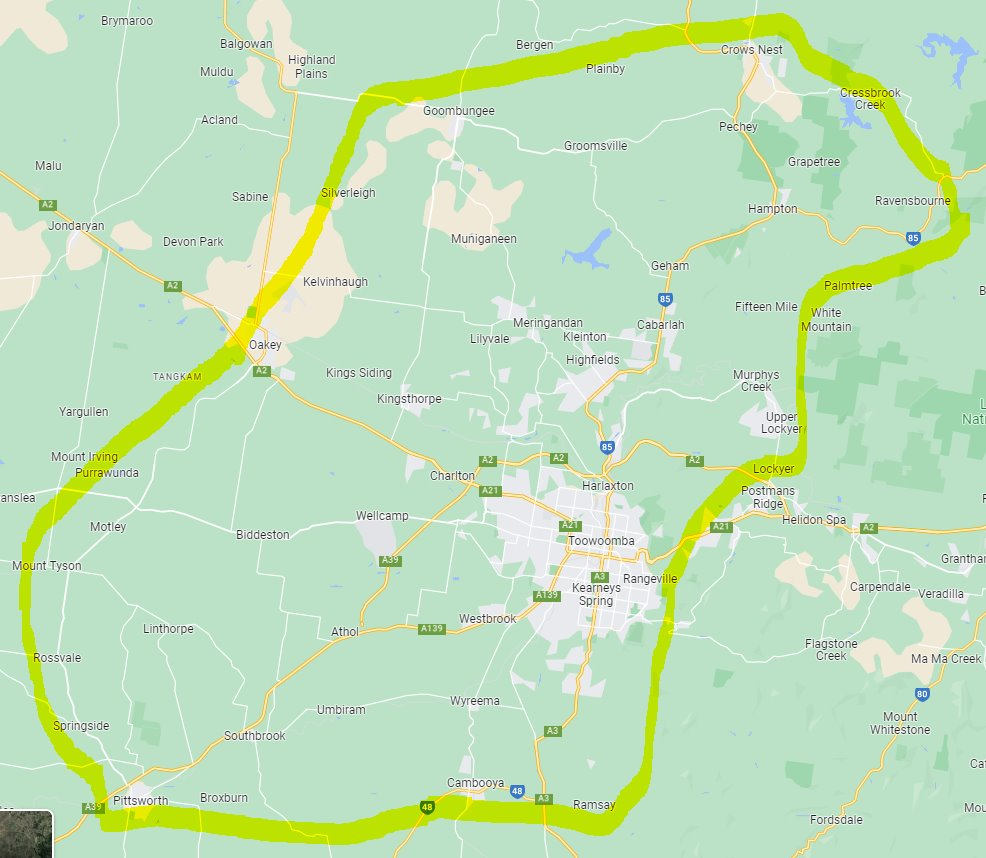 Brymaroo
Balgowan
Bergen
Crows Nest
Highland
Plains
Muldu
Plainby
Cressbrook
Creek
Goombungee
Acland
Pechey
Groomsville
Grapetree
Malu
Sabine
Silverleigh
A2
Ravensbourne
Hampton
Jondaryan
Devon Park
Muniganeen
85
Geham
A2
Kelvinhaugh
Palmtree
85
Fifteen Mile
White
Mountain
Meringandan
Cabarlah
Lilyvale
Kleinton
Oakey
Highfields
A2
TANGKAM
Kings Siding
Murphys
Creek
Kingsthorpe
Yargullen
Upper
Lockyer
Nati
85
Mount Irving
A2
A2
A2
Purrawunda
Charlton
Lockyer
Harlaxton
A21
Postmans
Ridge
Wellcamp
Helidon Spa
Motley
A21
A21
A2
Biddeston
Toowoomba
A39
Mount Tyson
A3
Rangeville
Kearneys
Spring
A139
Carpendale
Veradilla
Westbrook
Linthorpe
Athol
A139
Flagstone
Creek
Rossvale
Ma Ma Creek
80
Wyreema
Umbiram
Mount
Whitestone
Springside
A3
Southbrook
Cambooya
48
A3
Broxburn
Pittsworth
A39
48
Ramsay
Fordsdale